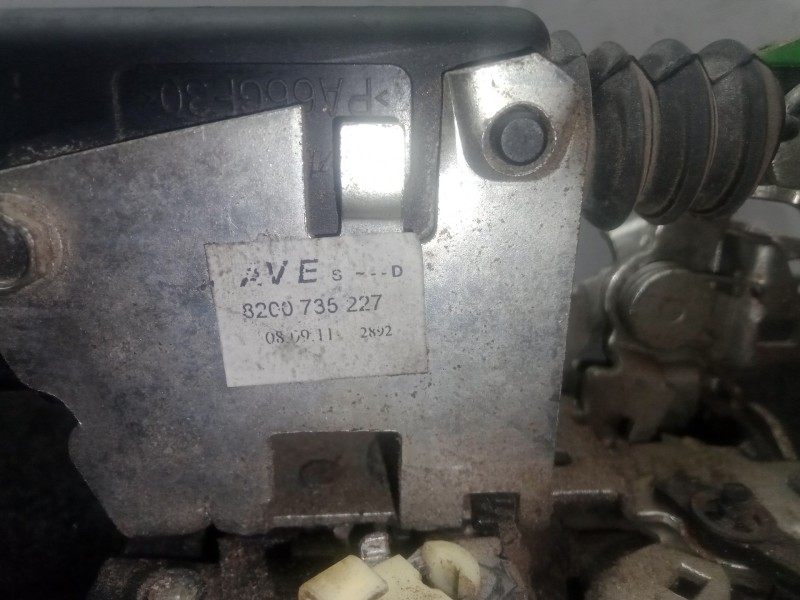 >PA66GF30<
AVE S ---D
8200 735 227
08.09.11 2892